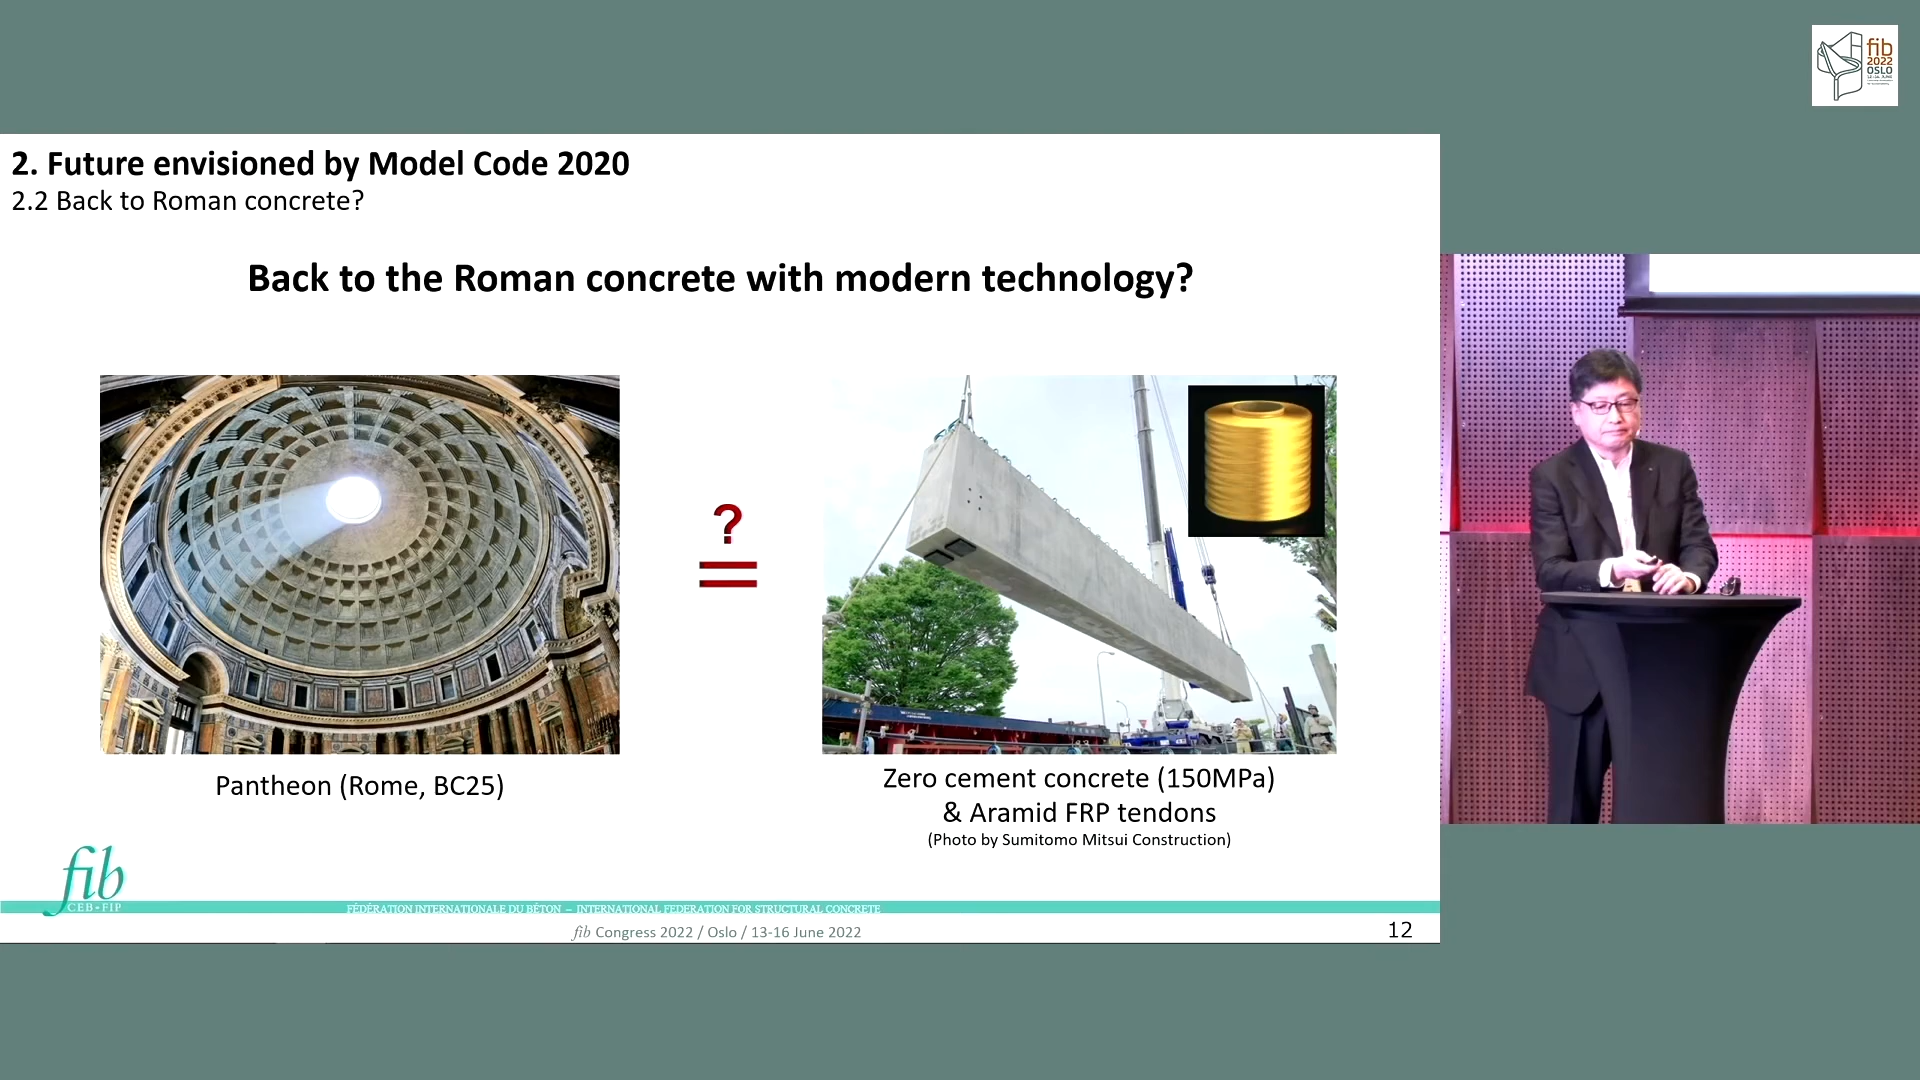 fib
2022
OSLO
2. Future envisioned by Model Code 2020
2.2 Back to Roman concrete?
Back to the Roman concrete with modern technology?
?
=
Pantheon (Rome, BC25)
Zero cement concrete (150MPa)
& Aramid FRP tendons
(Photo by Sumitomo Mitsui Construction)
fib
CEB-FIP
FÉDÉRATION INTERNATIONALE DU BÉTON – INTERNATIONAL FEDERATION FOR STRUCTURAL CONCRETE
fib Congress 2022 / Oslo / 13-16 June 2022
12